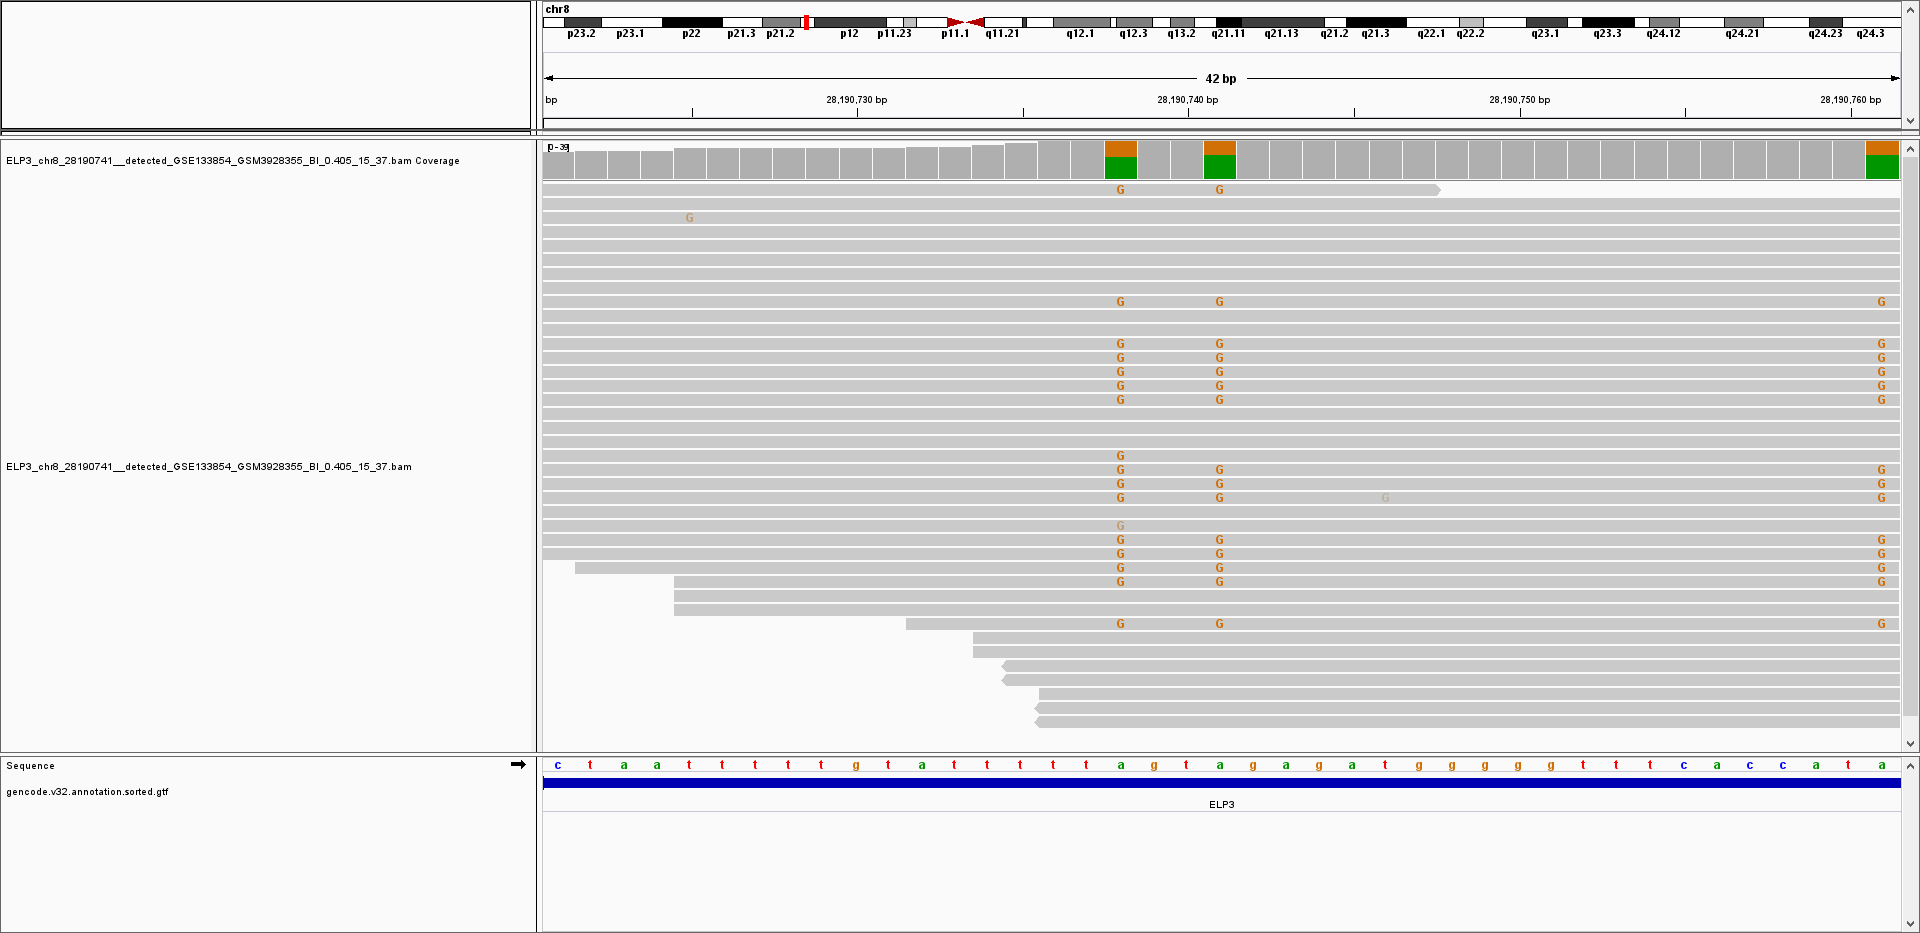 chr8
p23.2 p23.1 p22 p21.3 p21.2 p12 p11.23 p11.1 q11.21 q12.1 q12.3 q13.2 q21.11 q21.13 q21.2 q21.3 q22.1 q22.2 q23.1 q23.3 q24.12 q24.21 q24.23 q24.3
42 bp
bp 28,190,730 bp 28,190,740 bp 28,190,750 bp 28,190,760 bp
[0 - 39]
ELP3_chr8_28190741__detected_GSE133854_GSM3928355_BI_0.405_15_37.bam Coverage
G G
G
G G G
G G G
G G G
G G G
G G G
G G G
G
ELP3_chr8_28190741__detected_GSE133854_GSM3928355_BI_0.405_15_37.bam
G G G
G G G
G G G G
G
G G G
G G G
G G G
G G G
G G G
Sequence
c t a a t t t t t g t a t t t t t a g t a g a g a t g g g g g t t t c a c c a t a
gencode.v32.annotation.sorted.gtf
ELP3